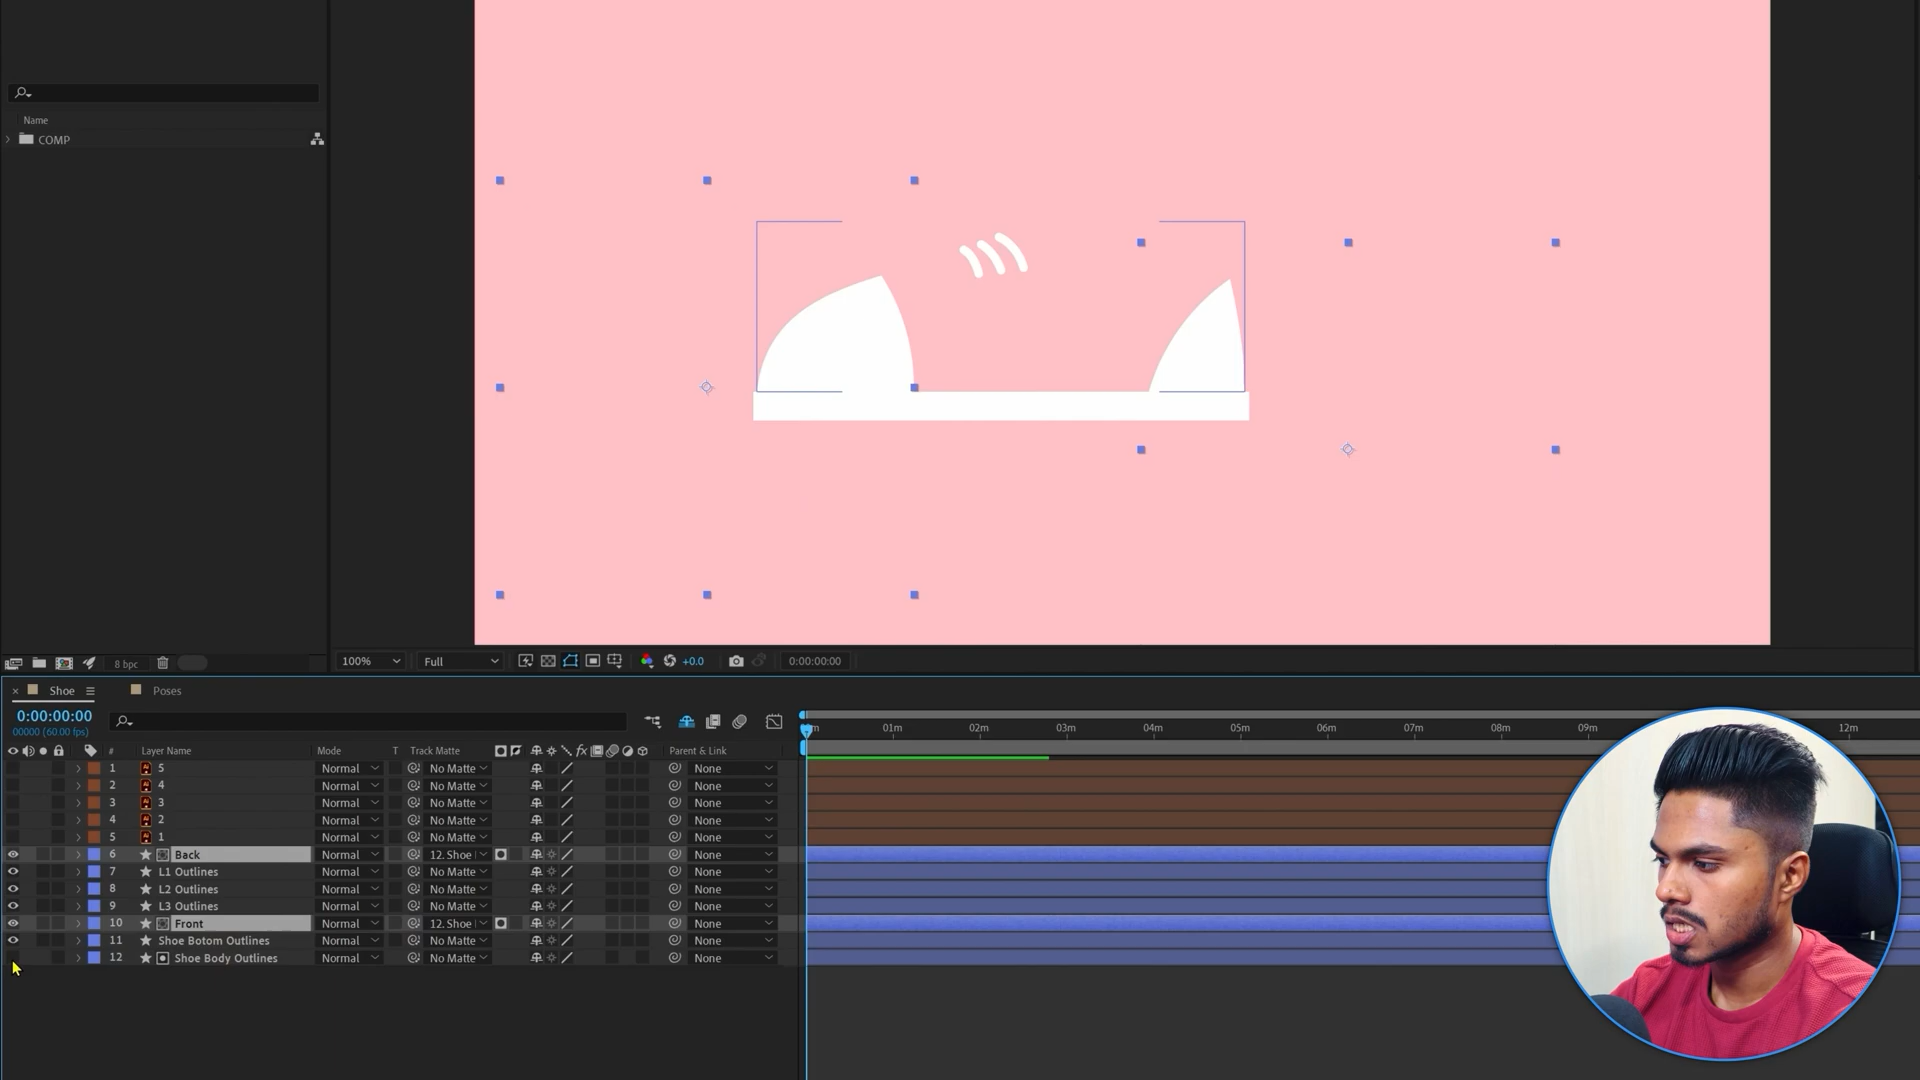 Name
COMP
8 bpc
100% Full +0.0 0:00:00:00
Shoe Poses
0:00:00:00
00000 (60.00 fps)
01m 02m 03m 04m 05m 06m 07m 08m 09m 12m
# Layer Name Mode T Track Matte fx Parent & Link
1 5 Normal No Matte None
2 4 Normal No Matte None
3 3 Normal No Matte None
4 2 Normal No Matte None
5 1 Normal No Matte None
6 Back Normal 12. Shoe None
7 L1 Outlines Normal No Matte None
8 L2 Outlines Normal No Matte None
9 L3 Outlines Normal No Matte None
10 Front Normal 12. Shoe None
11 Shoe Botom Outlines Normal No Matte None
12 Shoe Body Outlines Normal No Matte None